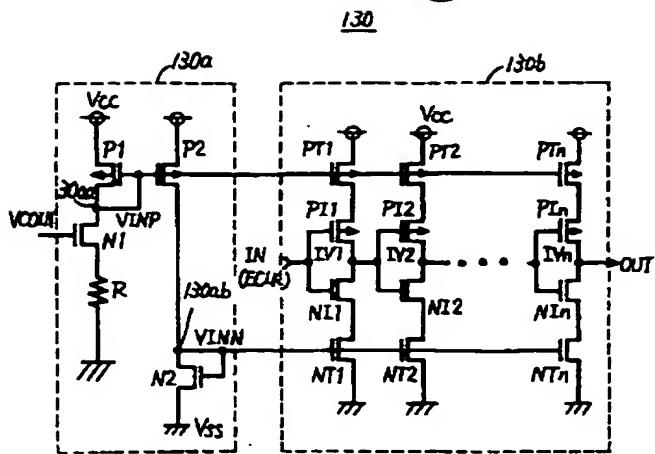 130
130a
130b
Vcc
Vcc
P1
P2
PT1
PT2
PTn
30aa
VINP
PI1
PI2
PIn
N1
IN
(ECLK)
IV1
IV2
IVn
OUT
R
130ab
NI1
NI2
NIn
VINN
N2
NT1
NT2
NTn
Vss